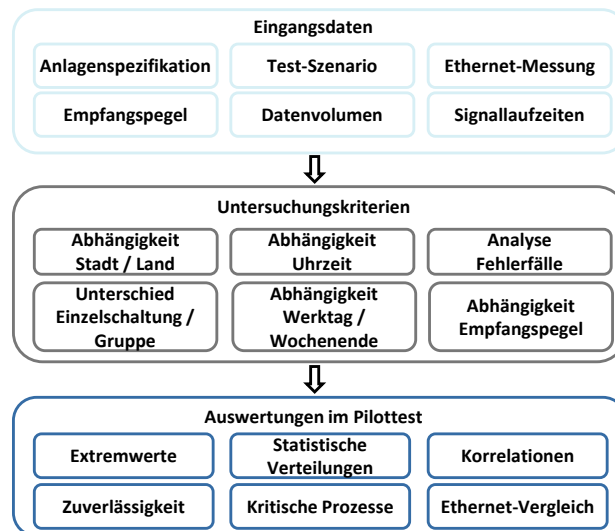 Eingangsdaten
Anlagenspezifikation
Test-Szenario
Ethernet-Messung
Empfangspegel
Datenvolumen
Signallaufzeiten
Untersuchungskriterien
Abhängigkeit
Stadt / Land
Abhängigkeit
Uhrzeit
Analyse
Fehlerfälle
Unterschied
Einzelschaltung /
Gruppe
Abhängigkeit
Werktag /
Wochenende
Abhängigkeit
Empfangspegel
Auswertungen im Pilottest
Extremwerte
Statistische
Verteilungen
Korrelationen
Zuverlässigkeit
Kritische Prozesse
Ethernet-Vergleich